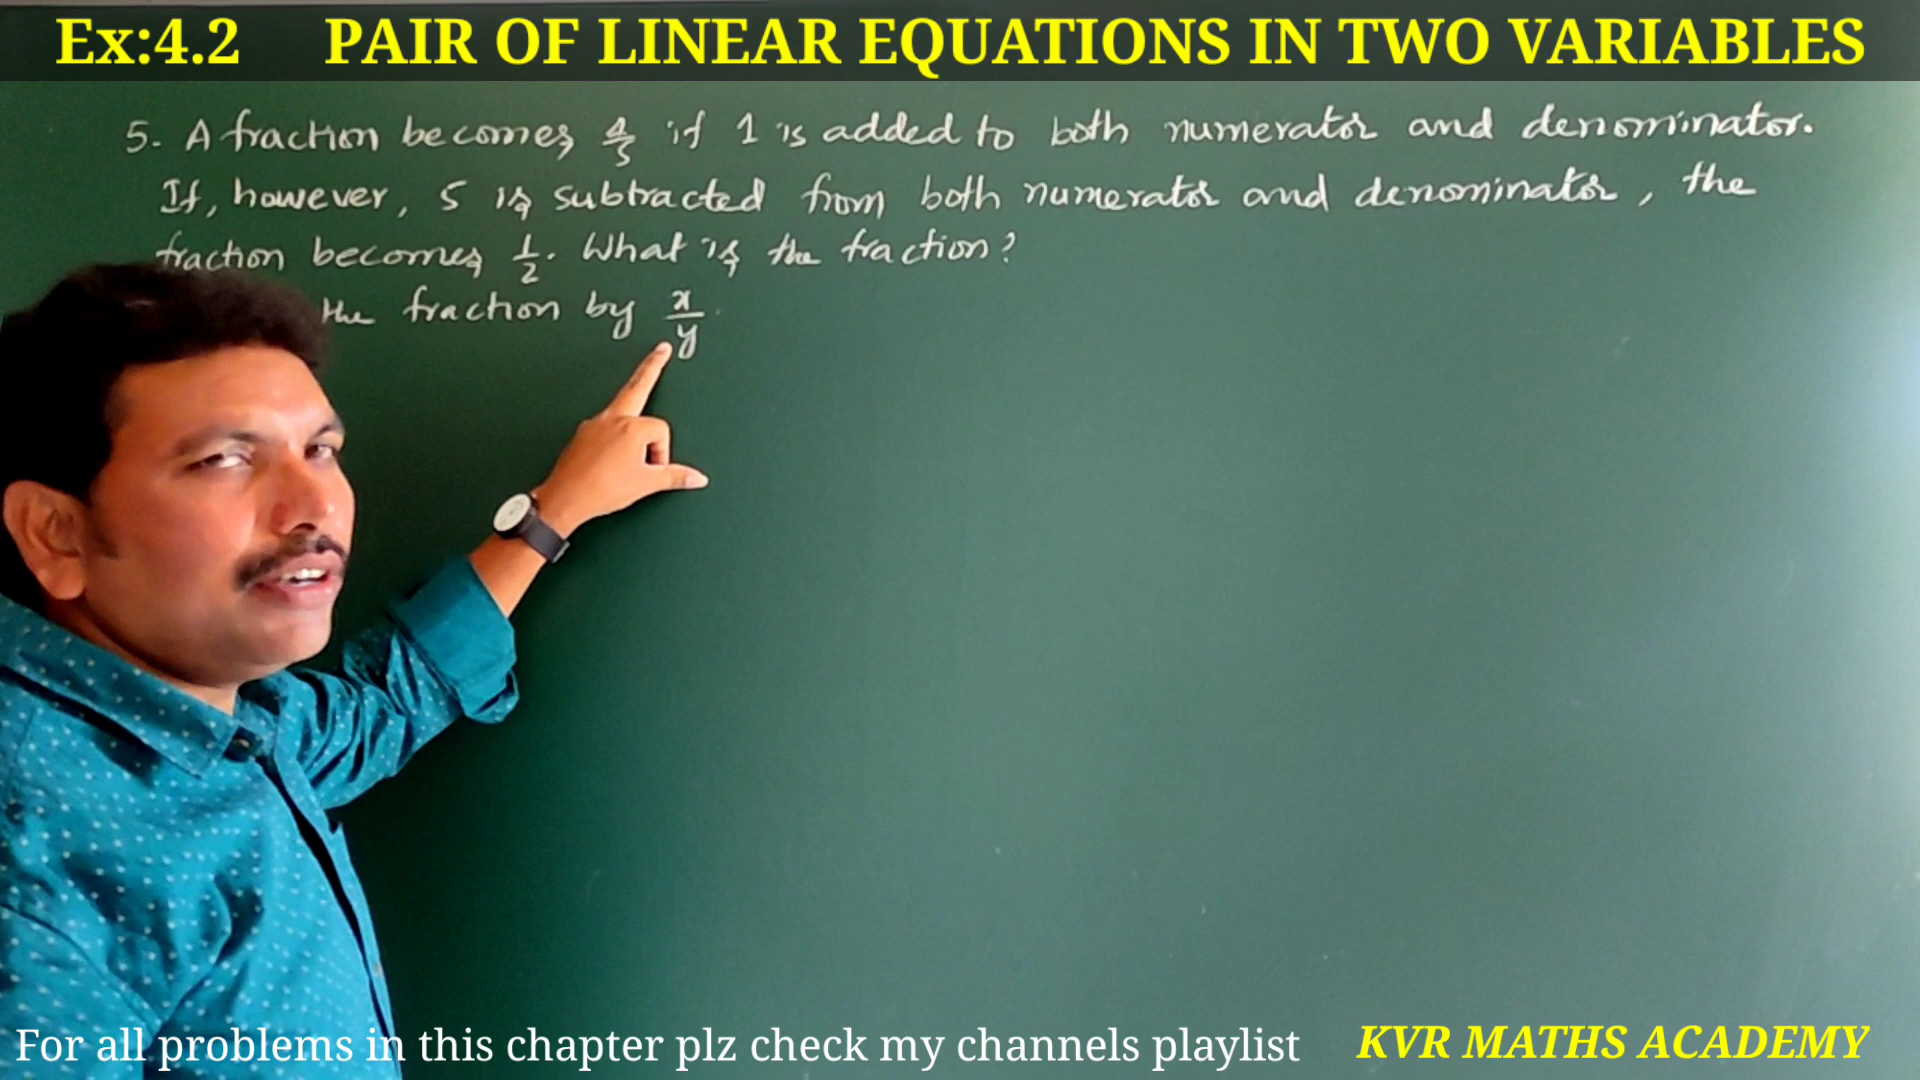 Ex:4.2 PAIR OF LINEAR EQUATIONS IN TWO VARIABLES
5. A fraction becomes 4/5 if 1 is added to both numerator and denominator.
If, however, 5 is subtracted from both numerator and denominator, the
fraction becomes 1/2. What is the fraction?
the fraction by x/y.
For all problems in this chapter plz check my channels playlist
KVR MATHS ACADEMY